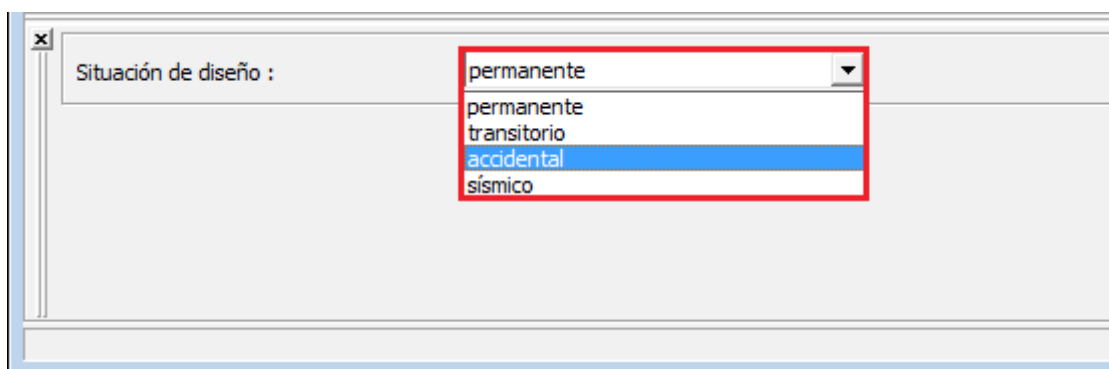 Situación de diseño :
permanente
permanente
transitorio
accidental
sísmico